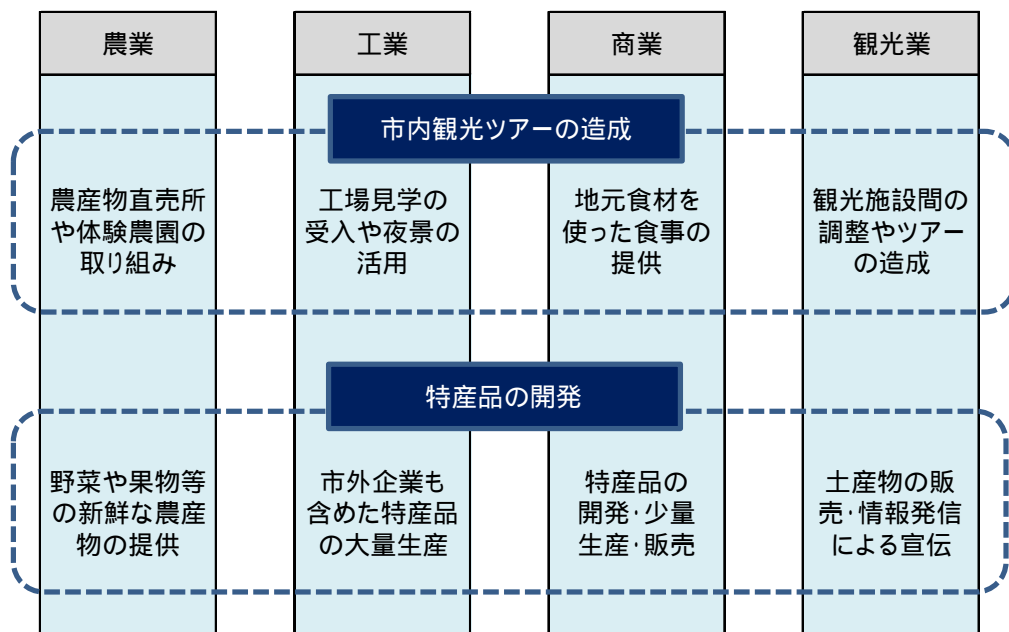 農業
工業
商業
観光業
市内観光ツアーの造成
農産物直売所
や体験農園の
取り組み
工場見学の
受入や夜景の
活用
地元食材を
使った食事の
提供
観光施設間の
調整やツアー
の造成
特産品の開発
野菜や果物等
の新鮮な農産
物の提供
市外企業も
含めた特産品
の大量生産
特産品の
開発・少量
生産・販売
土産物の販
売・情報発信
による宣伝